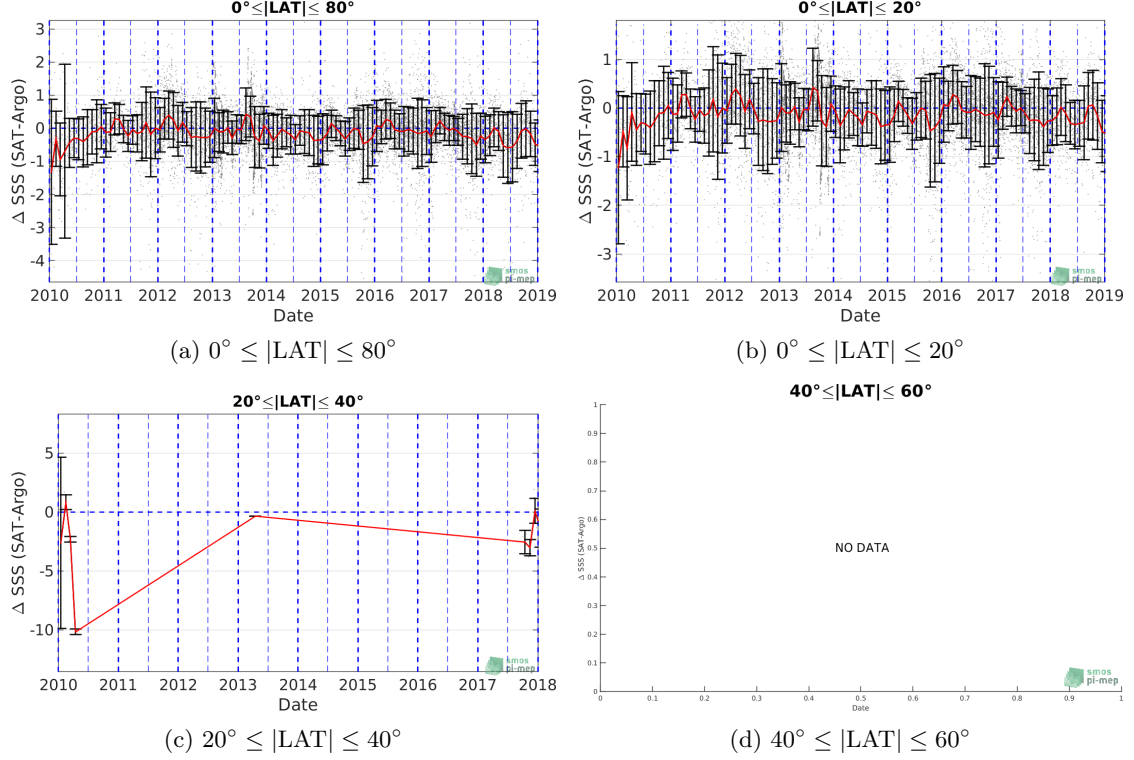 0°≤|LAT|≤ 80°
Δ SSS (SAT-Argo)
3
2
1
0
-1
-2
-3
-4
smos
pi-mep
2010 2011 2012 2013 2014 2015 2016 2017 2018 2019
Date
(a) 0° ≤ |LAT| ≤ 80°
0°≤|LAT|≤ 20°
Δ SSS (SAT-Argo)
1
0
-1
-2
-3
smos
pi-mep
2010 2011 2012 2013 2014 2015 2016 2017 2018 2019
Date
(b) 0° ≤ |LAT| ≤ 20°
20°≤|LAT|≤ 40°
Δ SSS (SAT-Argo)
5
0
-5
-10
smos
pi-mep
2010 2011 2012 2013 2014 2015 2016 2017 2018
Date
(c) 20° ≤ |LAT| ≤ 40°
40°≤|LAT|≤ 60°
Δ SSS (SAT-Argo)
1
0.9
0.8
0.7
0.6
0.5
0.4
0.3
0.2
0.1
0
NO DATA
smos
pi-mep
0 0.1 0.2 0.3 0.4 0.5 0.6 0.7 0.8 0.9 1
Date
(d) 40° ≤ |LAT| ≤ 60°